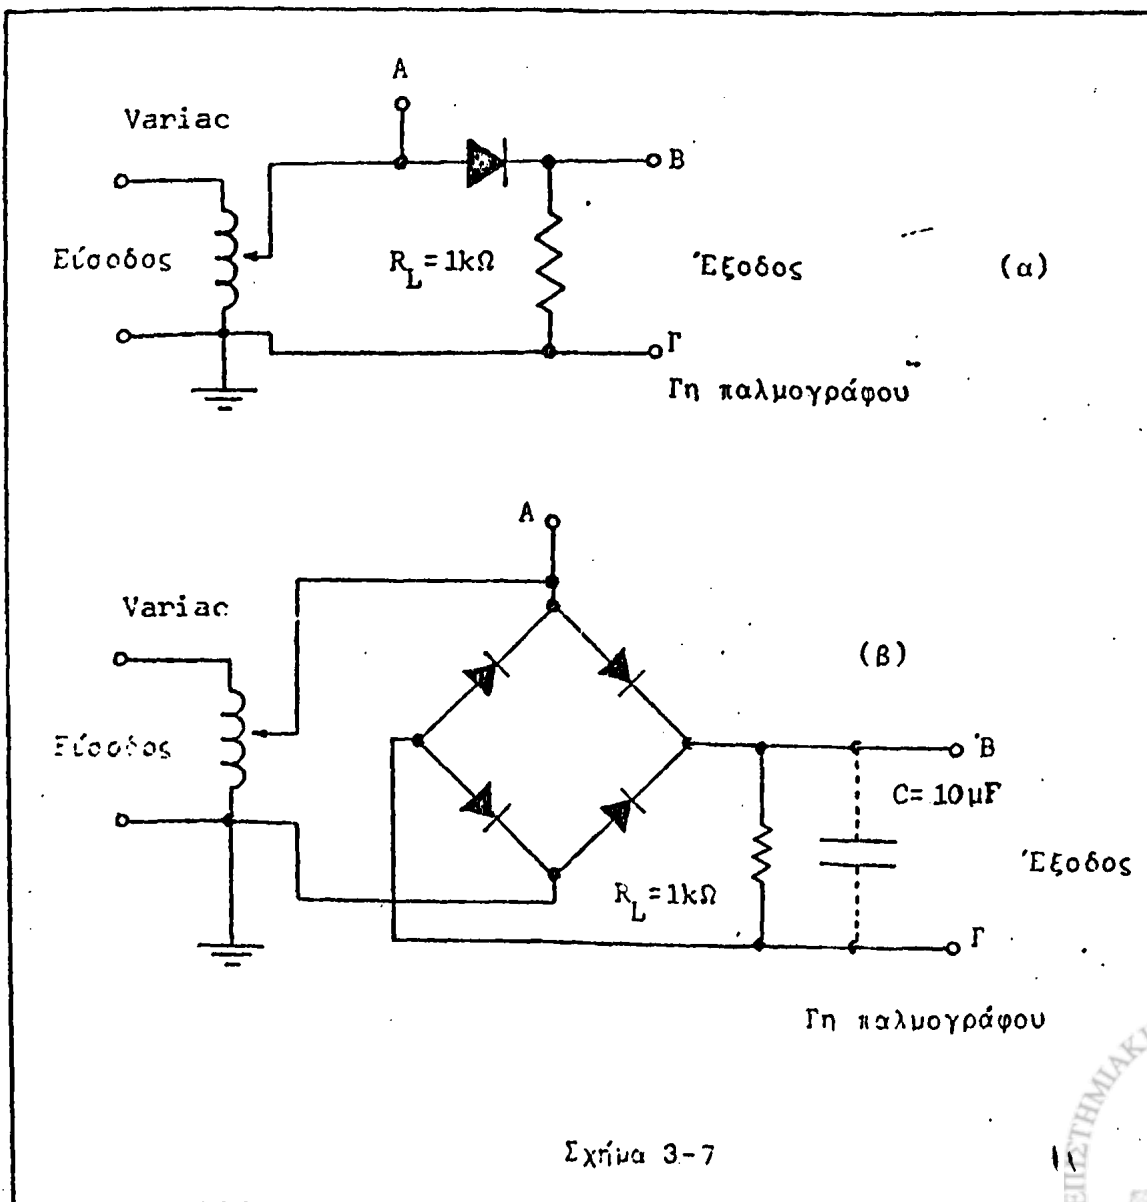 A
Variac
B
Είσοδος
R_L = 1kΩ
Έξοδος
(α)
Γ
Γη παλμογράφου
A
Variac
(β)
Είσοδος
B
C= 10μF
Έξοδος
R_L = 1kΩ
Γ
Γη παλμογράφου
Σχήμα 3-7